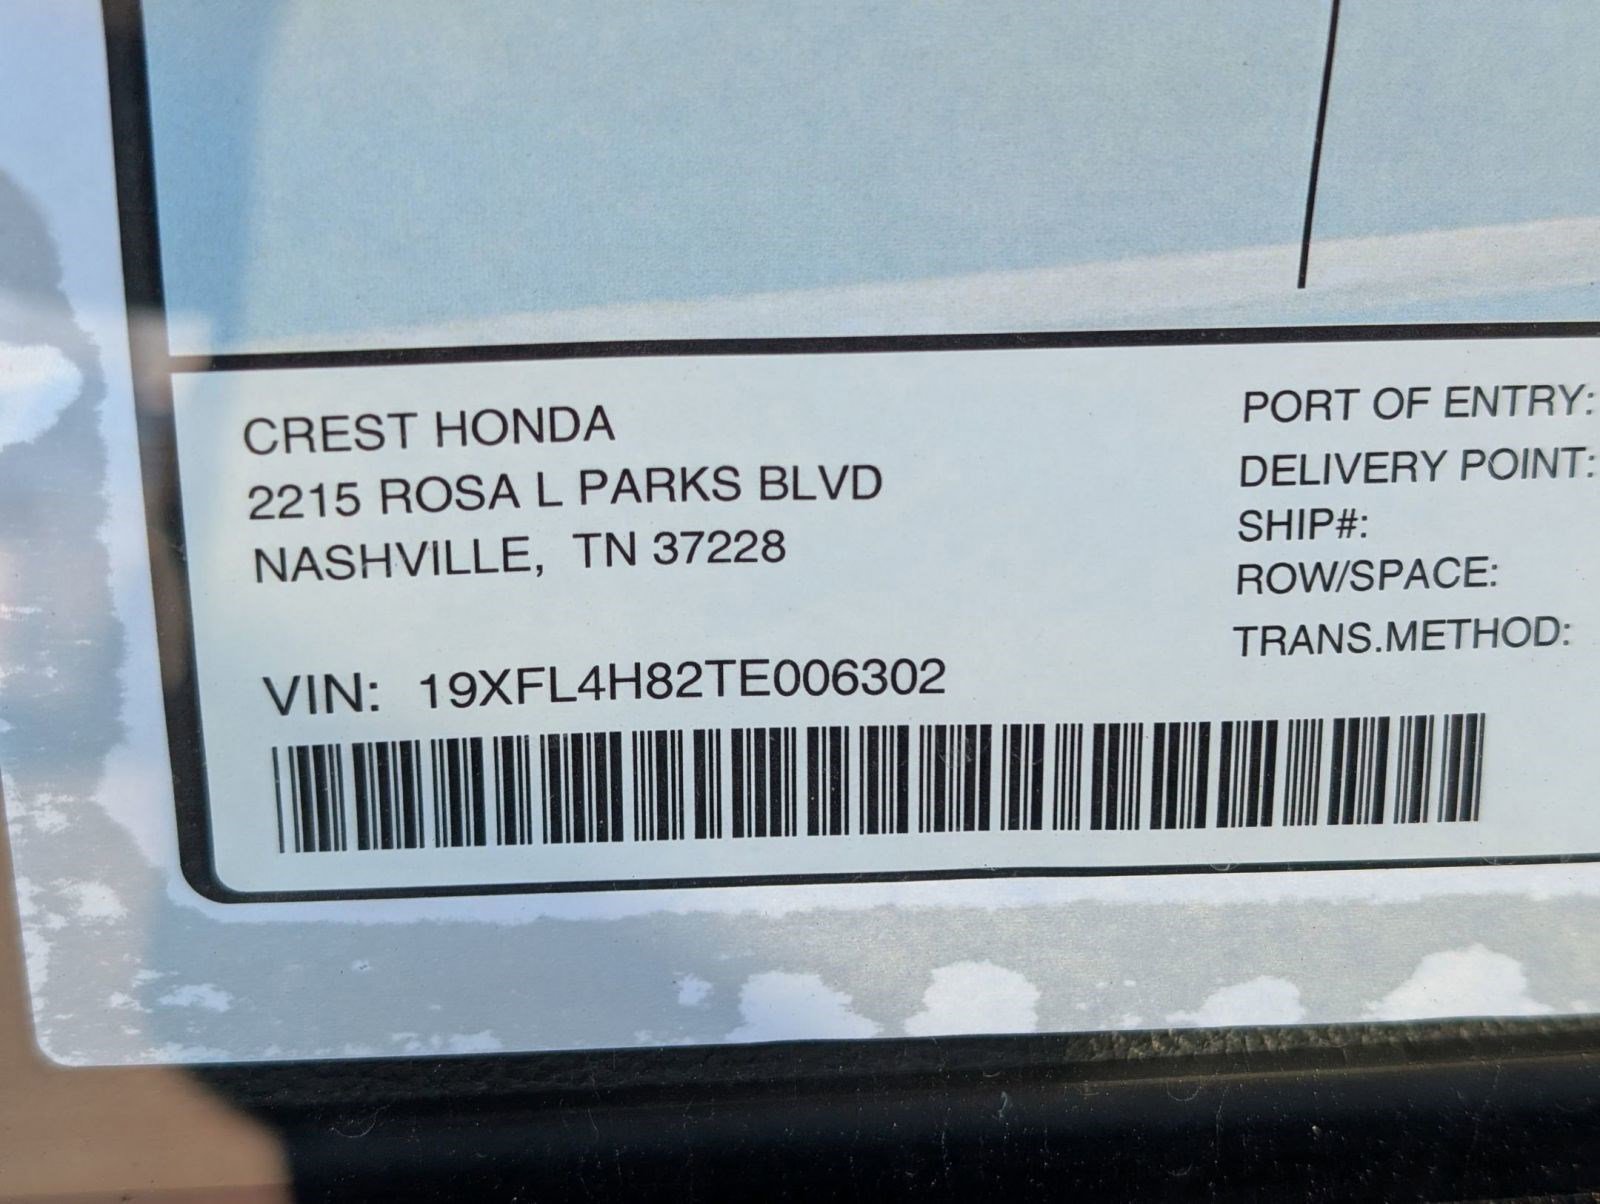 CREST HONDA
2215 ROSA L PARKS BLVD
NASHVILLE, TN 37228
VIN: 19XFL4H82TE006302
PORT OF ENTRY:
DELIVERY POINT:
SHIP#:
ROW/SPACE:
TRANS.METHOD: